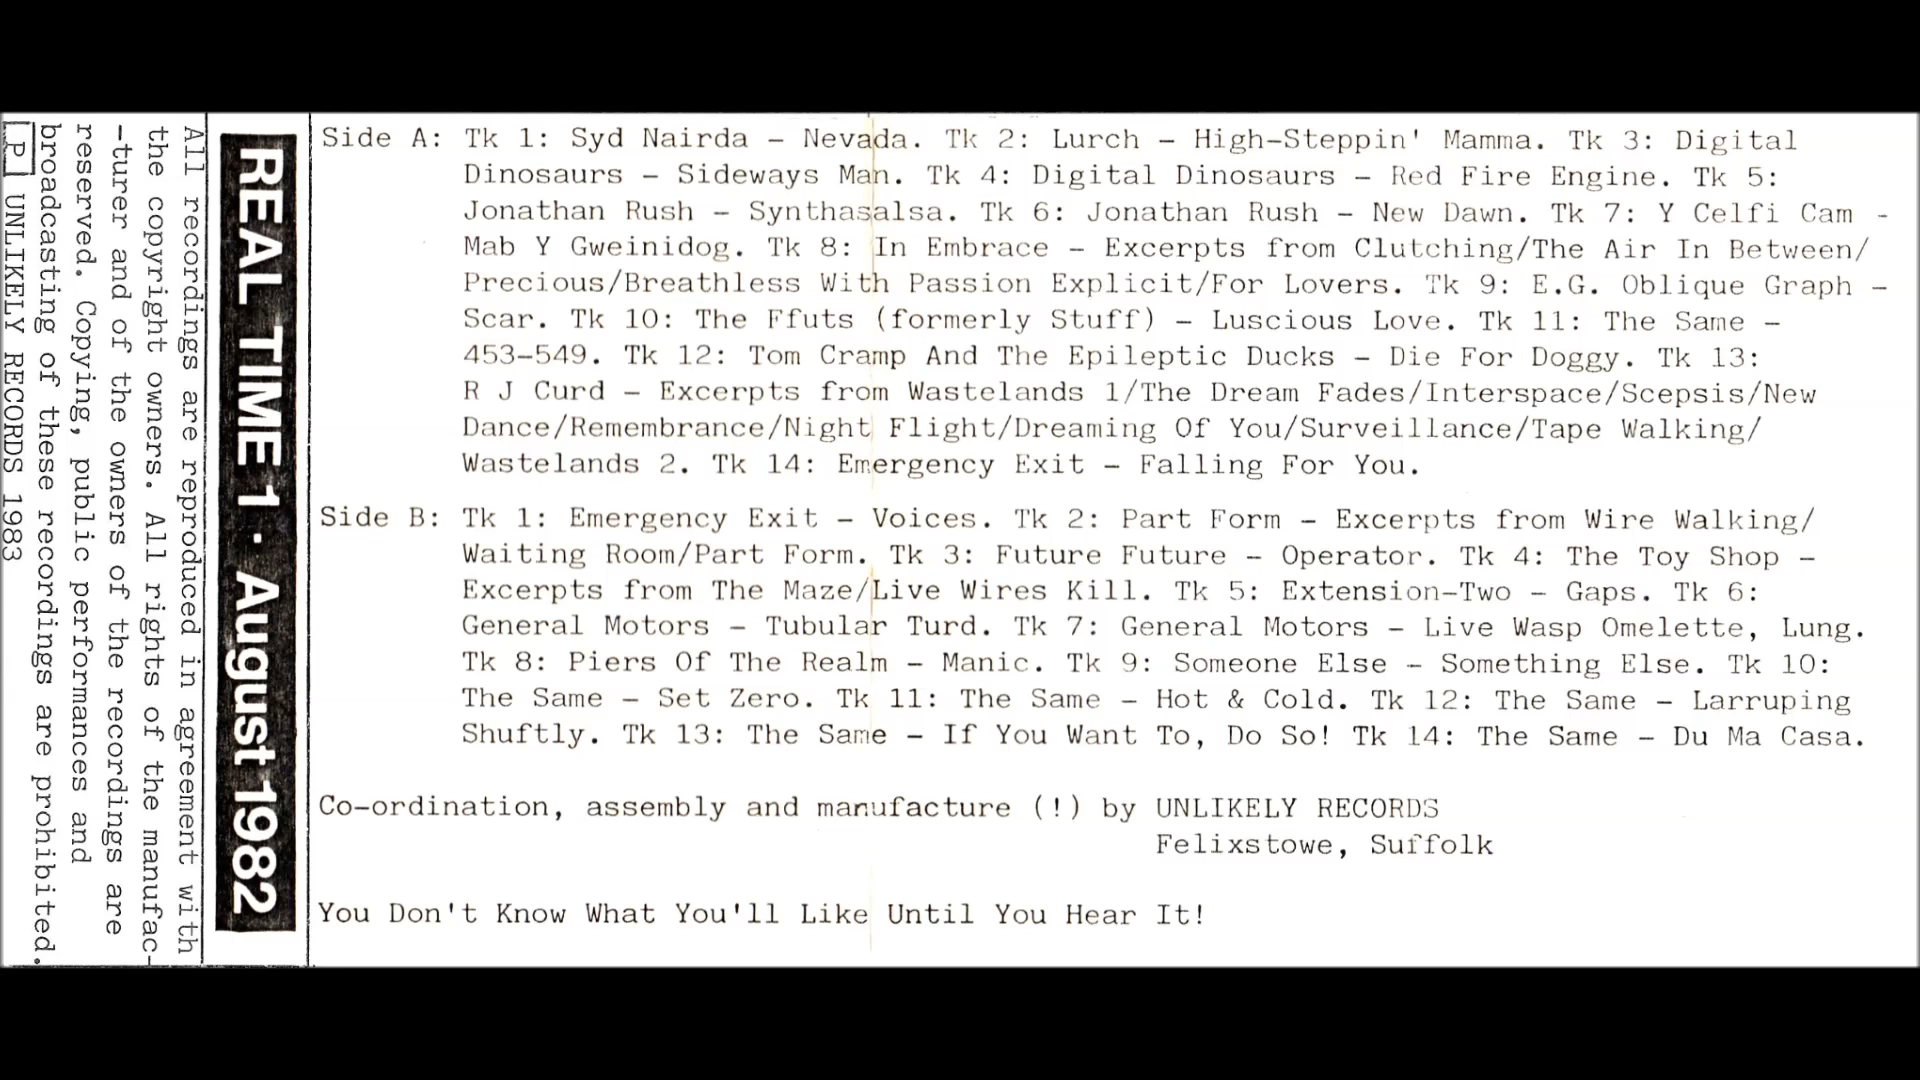 All recordings are reproduced in agreement with
the copyright owners. All rights of the manufac-
-turer and of the owners of the recordings are
reserved. Copying, public performances and
broadcasting of these recordings are prohibited.
P UNLIKELY RECORDS 1983
REAL TIME 1 · August 1982
Side A: Tk 1: Syd Nairda - Nevada. Tk 2: Lurch - High-Steppin' Mamma. Tk 3: Digital
Dinosaurs - Sideways Man. Tk 4: Digital Dinosaurs - Red Fire Engine. Tk 5:
Jonathan Rush - Synthasalsa. Tk 6: Jonathan Rush - New Dawn. Tk 7: Y Celfi Cam -
Mab Y Gweinidog. Tk 8: In Embrace - Excerpts from Clutching/The Air In Between/
Precious/Breathless With Passion Explicit/For Lovers. Tk 9: E.G. Oblique Graph -
Scar. Tk 10: The Ffuts (formerly Stuff) - Luscious Love. Tk 11: The Same -
453-549. Tk 12: Tom Cramp And The Epileptic Ducks - Die For Doggy. Tk 13:
R J Curd - Excerpts from Wastelands 1/The Dream Fades/Interspace/Scepsis/New
Dance/Remembrance/Night Flight/Dreaming Of You/Surveillance/Tape Walking/
Wastelands 2. Tk 14: Emergency Exit - Falling For You.
Side B: Tk 1: Emergency Exit - Voices. Tk 2: Part Form - Excerpts from Wire Walking/
Waiting Room/Part Form. Tk 3: Future Future - Operator. Tk 4: The Toy Shop -
Excerpts from The Maze/Live Wires Kill. Tk 5: Extension-Two - Gaps. Tk 6:
General Motors - Tubular Turd. Tk 7: General Motors - Live Wasp Omelette, Lung.
Tk 8: Piers Of The Realm - Manic. Tk 9: Someone Else - Something Else. Tk 10:
The Same - Set Zero. Tk 11: The Same - Hot & Cold. Tk 12: The Same - Larruping
Shuftly. Tk 13: The Same - If You Want To, Do So! Tk 14: The Same - Du Ma Casa.
Co-ordination, assembly and manufacture (!) by UNLIKELY RECORDS
Felixstowe, Suffolk
You Don't Know What You'll Like Until You Hear It!